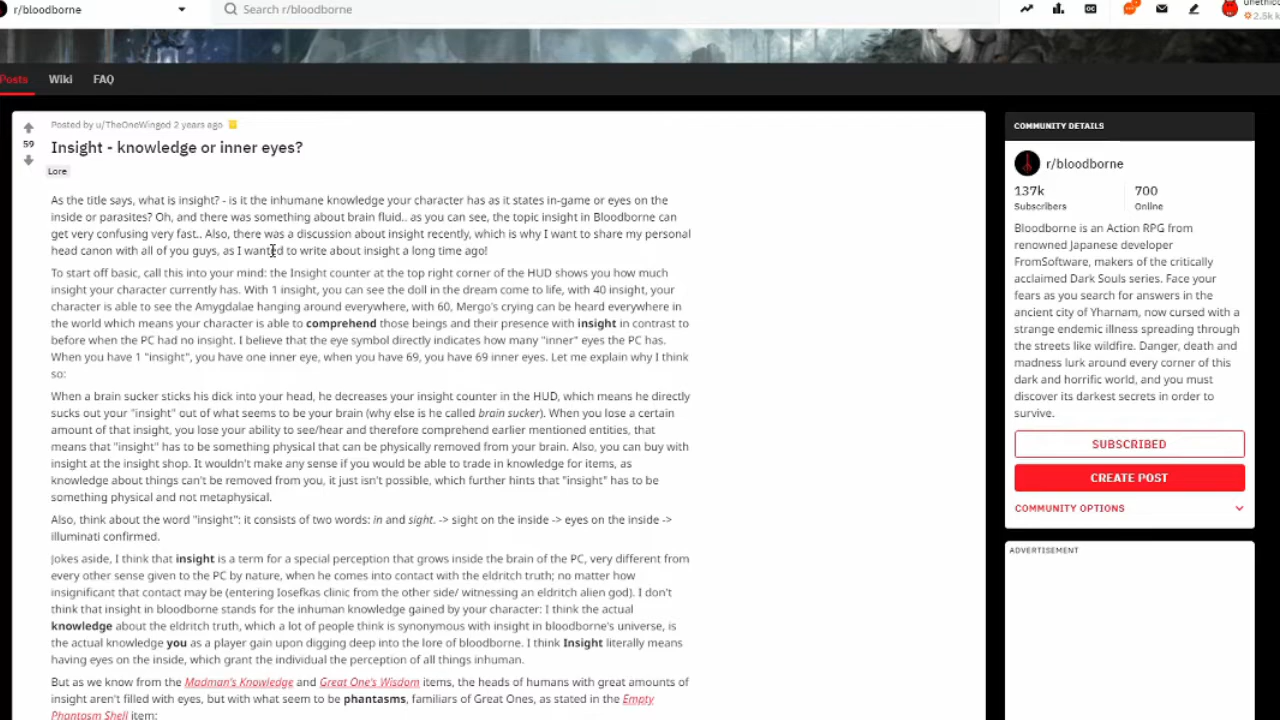 r/bloodborne
Search r/bloodborne
2.5k
Posts Wiki FAQ
Posted by u/TheOneWinged 2 years ago
59
Insight - knowledge or inner eyes?
Lore
As the title says, what is insight? - is it the inhumane knowledge your character has as it states in-game or eyes on the
inside or parasites? Oh, and there was something about brain fluid.. as you can see, the topic insight in Bloodborne can
get very confusing very fast.. Also, there was a discussion about insight recently, which is why I want to share my personal
head canon with all of you guys, as I wanted to write about insight a long time ago!
To start off basic, call this into your mind: the Insight counter at the top right corner of the HUD shows you how much
insight your character currently has. With 1 insight, you can see the doll in the dream come to life, with 40 insight, your
character is able to see the Amygdalae hanging around everywhere, with 60, Mergo's crying can be heard everywhere in
the world which means your character is able to comprehend those beings and their presence with insight in contrast to
before when the PC had no insight. I believe that the eye symbol directly indicates how many "inner" eyes the PC has.
When you have 1 "insight", you have one inner eye, when you have 69, you have 69 inner eyes. Let me explain why I think
so:
When a brain sucker sticks his dick into your head, he decreases your insight counter in the HUD, which means he directly
sucks out your "insight" out of what seems to be your brain (why else is he called brain sucker). When you lose a certain
amount of that insight, you lose your ability to see/hear and therefore comprehend earlier mentioned entities, that
means that "insight" has to be something physical that can be physically removed from your brain. Also, you can buy with
insight at the insight shop. It wouldn't make any sense if you would be able to trade in knowledge for items, as
knowledge about things can't be removed from you, it just isn't possible, which further hints that "insight" has to be
something physical and not metaphysical.
Also, think about the word "insight": it consists of two words: in and sight. -> sight on the inside -> eyes on the inside ->
illuminati confirmed.
Jokes aside, I think that insight is a term for a special perception that grows inside the brain of the PC, very different from
every other sense given to the PC by nature, when he comes into contact with the eldritch truth; no matter how
insignificant that contact may be (entering Iosefkas clinic from the other side/ witnessing an eldritch alien god). I don't
think that insight in bloodborne stands for the inhuman knowledge gained by your character: I think the actual
knowledge about the eldritch truth, which a lot of people think is synonymous with insight in bloodborne's universe, is
the actual knowledge you as a player gain upon digging deep into the lore of bloodborne. I think Insight literally means
having eyes on the inside, which grant the individual the perception of all things inhuman.
But as we know from the Madman's Knowledge and Great One's Wisdom items, the heads of humans with great amounts of
insight aren't filled with eyes, but with what seem to be phantasms, familiars of Great Ones, as stated in the Empty
Phantasm Shell item:
COMMUNITY DETAILS
r/bloodborne
137k 700
Subscribers Online
Bloodborne is an Action RPG from
renowned Japanese developer
FromSoftware, makers of the critically
acclaimed Dark Souls series. Face your
fears as you search for answers in the
ancient city of Yharnam, now cursed with a
strange endemic illness spreading through
the streets like wildfire. Danger, death and
madness lurk around every corner of this
dark and horrific world, and you must
discover its darkest secrets in order to
survive.
SUBSCRIBED
CREATE POST
COMMUNITY OPTIONS
ADVERTISEMENT